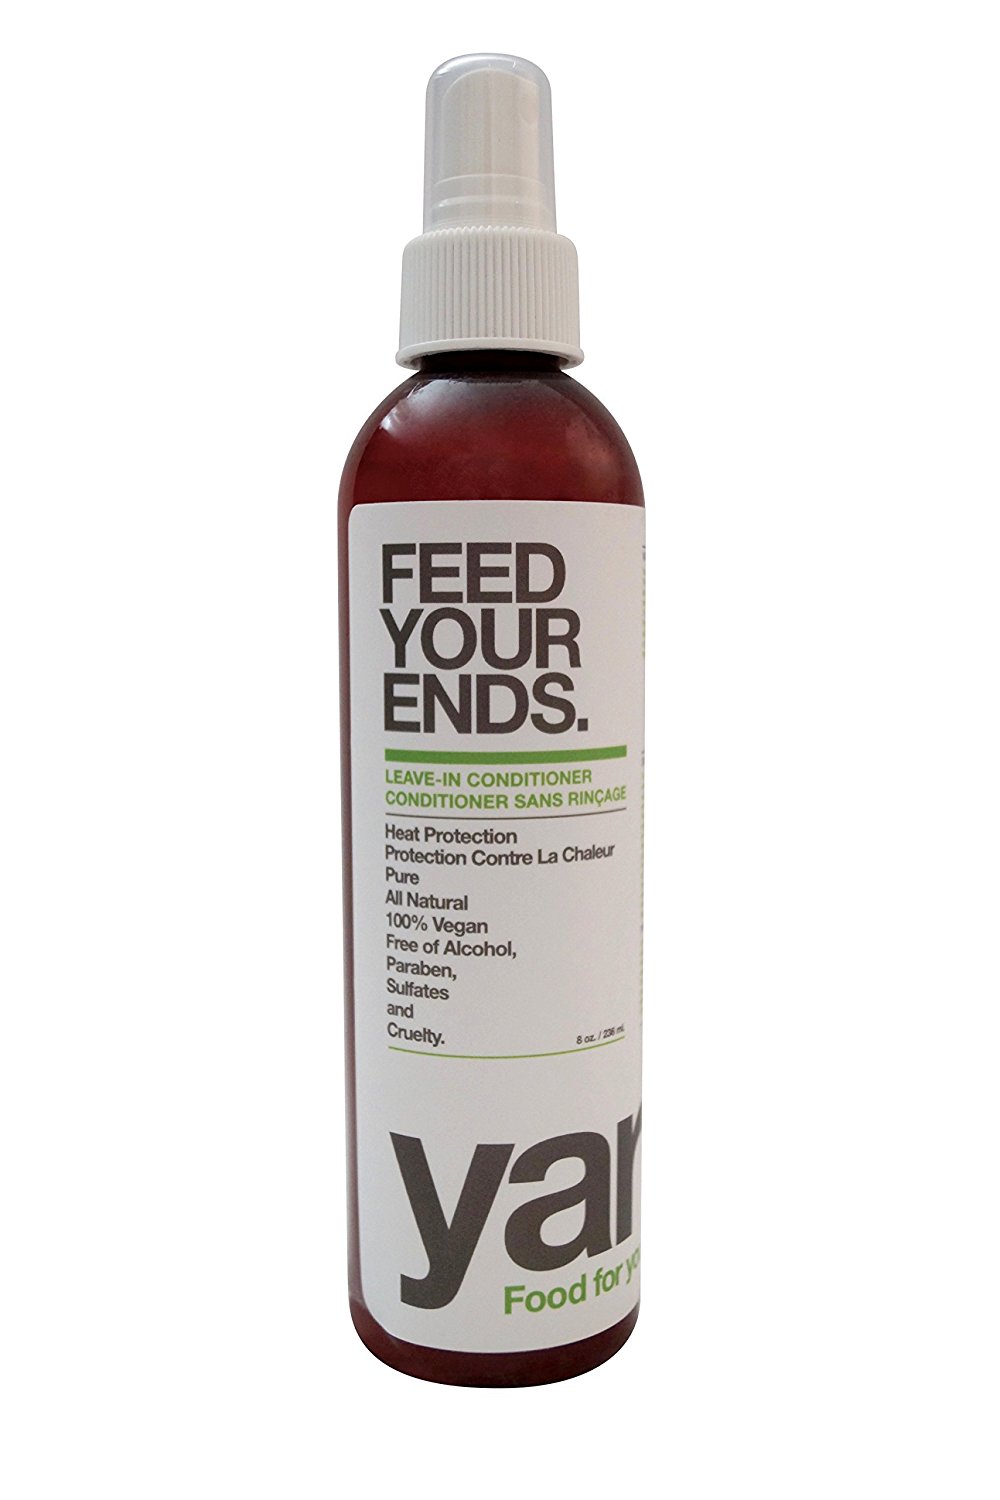 FEED
YOUR
ENDS.
LEAVE-IN CONDITIONER
CONDITIONER SANS RINÇAGE
Heat Protection
Protection Contre La Chaleur
Pure
All Natural
100% Vegan
Free of Alcohol,
Paraben,
Sulfates
and
Cruelty.
8 oz. / 236 ml.
yar
Food for